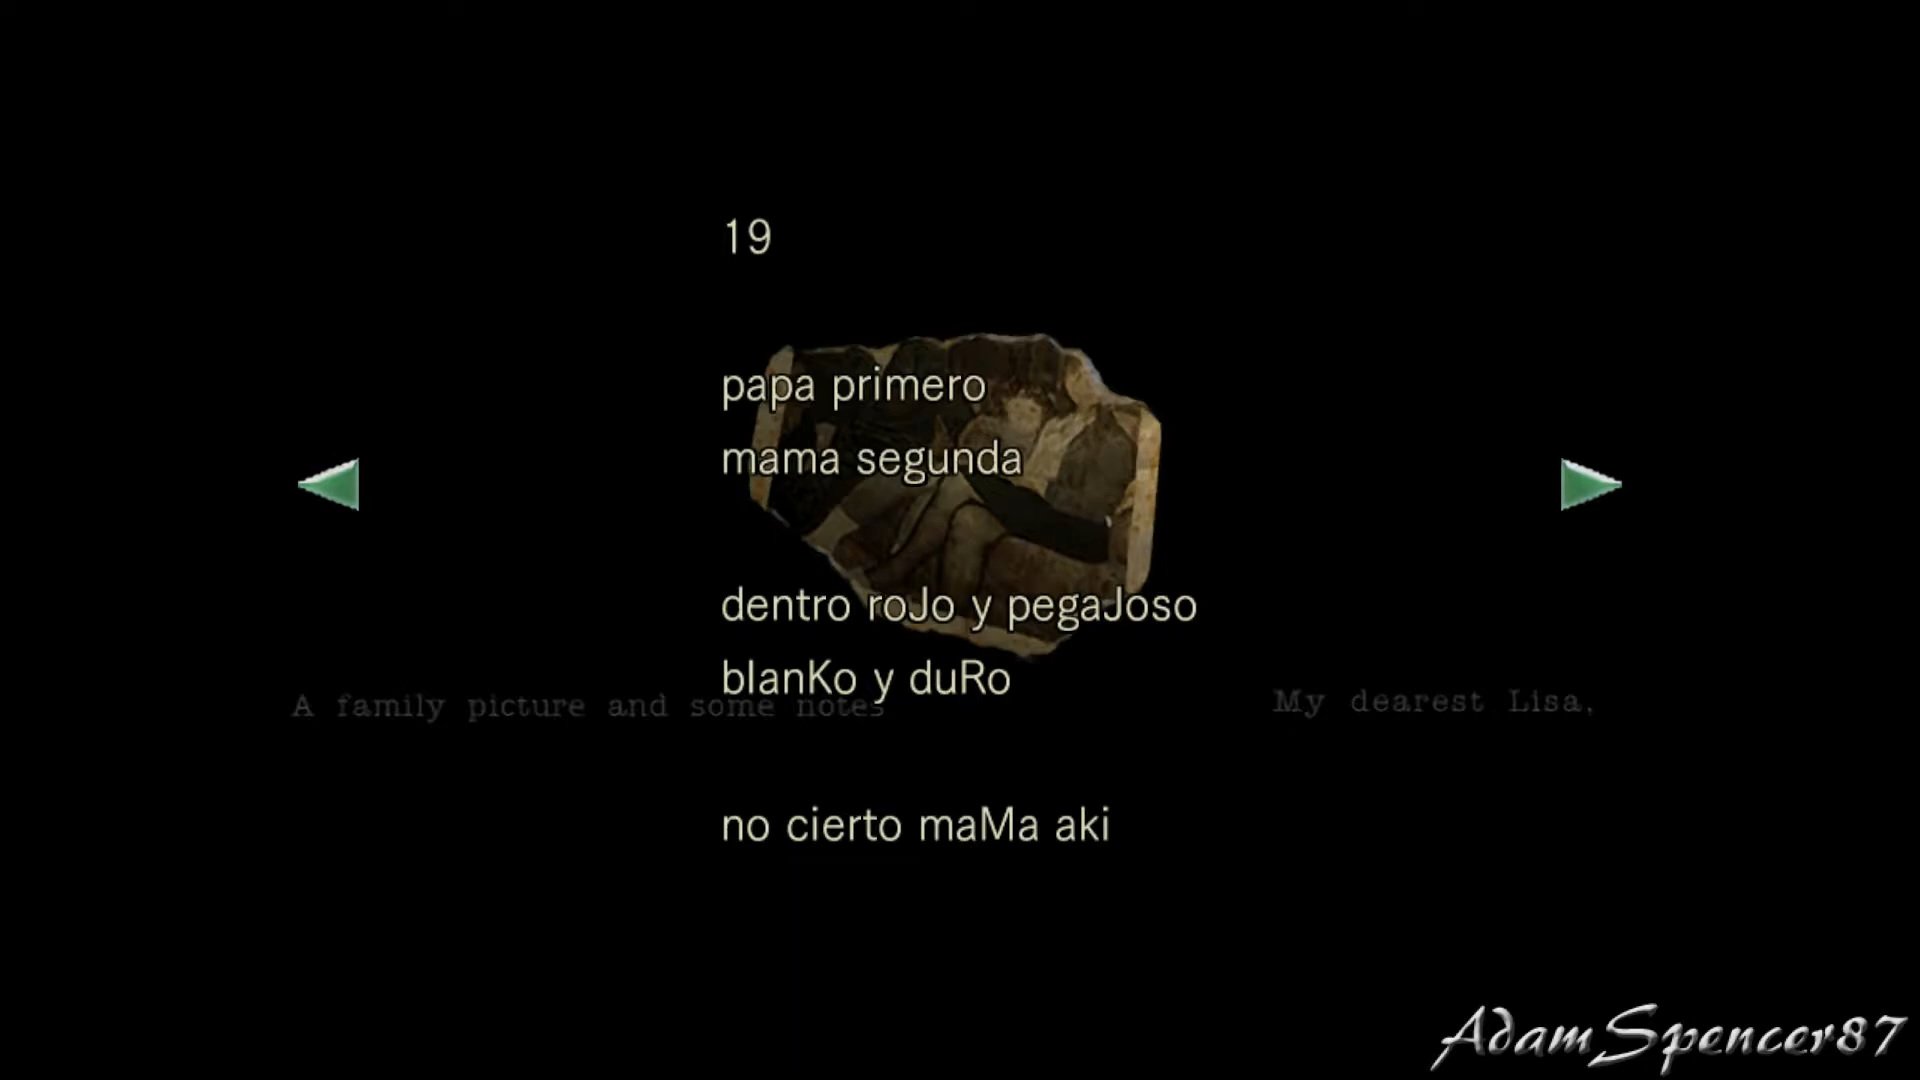 19
papa primero
mama segunda
dentro roJo y pegaJoso
blanKo y duRo
A family picture and some notes
My dearest Lisa,
no cierto maMa aki
AdamSpencer87